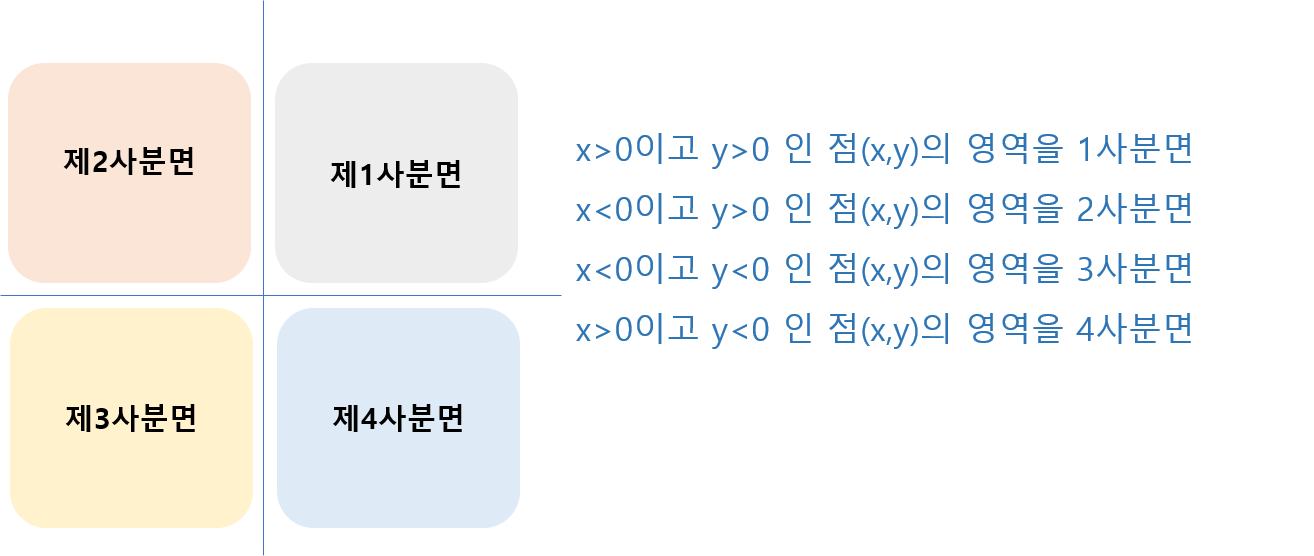 제2사분면
제1사분면
제3사분면
제4사분면
x>0이고 y>0 인 점(x,y)의 영역을 1사분면
x<0이고 y>0 인 점(x,y)의 영역을 2사분면
x<0이고 y<0 인 점(x,y)의 영역을 3사분면
x>0이고 y<0 인 점(x,y)의 영역을 4사분면